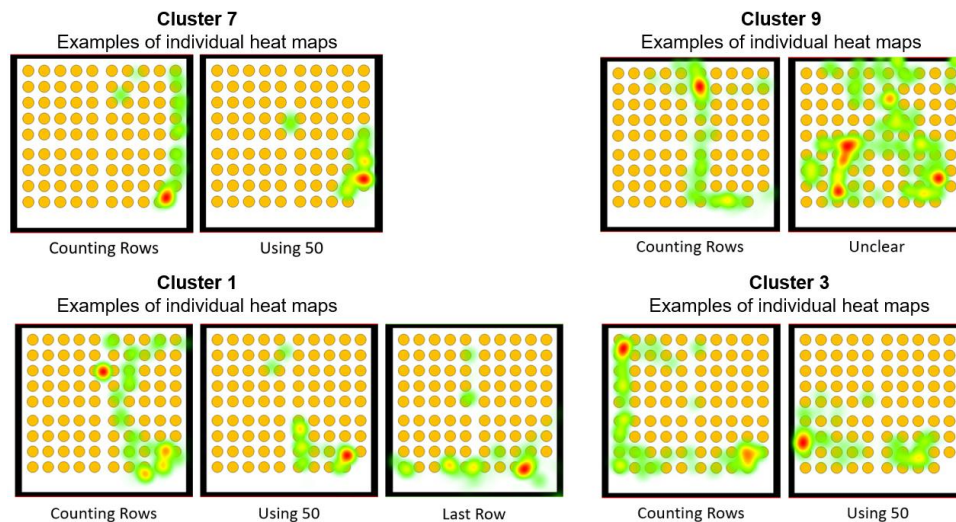 Cluster 7
Examples of individual heat maps
Counting Rows
Using 50
Cluster 9
Examples of individual heat maps
Counting Rows
Unclear
Cluster 1
Examples of individual heat maps
Counting Rows
Using 50
Last Row
Cluster 3
Examples of individual heat maps
Counting Rows
Using 50